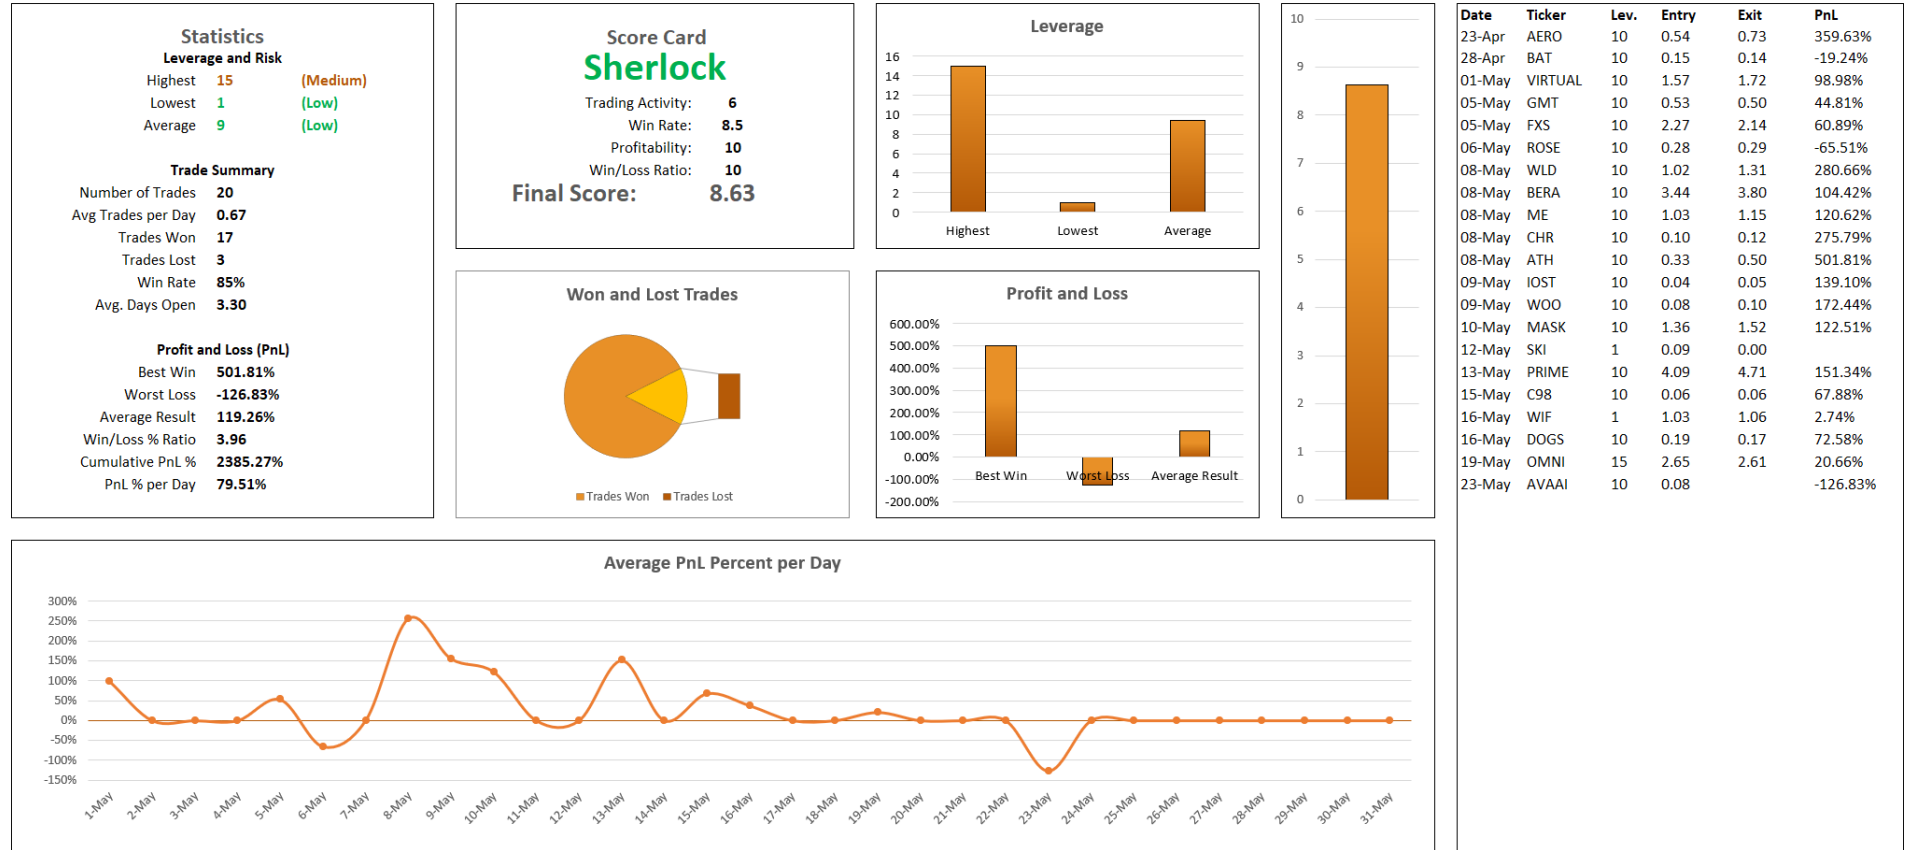 Statistics
Leverage and Risk
Highest 15 (Medium)
Lowest 1 (Low)
Average 9 (Low)
Trade Summary
Number of Trades 20
Avg Trades per Day 0.67
Trades Won 17
Trades Lost 3
Win Rate 85%
Avg. Days Open 3.30
Profit and Loss (PnL)
Best Win 501.81%
Worst Loss -126.83%
Average Result 119.26%
Win/Loss % Ratio 3.96
Cumulative PnL % 2385.27%
PnL % per Day 79.51%
Score Card
Sherlock
Trading Activity: 6
Win Rate: 8.5
Profitability: 10
Win/Loss Ratio: 10
Final Score: 8.63
Won and Lost Trades
Trades Won Trades Lost
Leverage
16
14
12
10
8
6
4
2
0
Highest Lowest Average
Profit and Loss
600.00%
500.00%
400.00%
300.00%
200.00%
100.00%
0.00%
-100.00%
-200.00%
Best Win Worst Loss Average Result
10
9
8
7
6
5
4
3
2
1
0
Date Ticker Lev. Entry Exit PnL
23-Apr AERO 10 0.54 0.73 359.63%
28-Apr BAT 10 0.15 0.14 -19.24%
01-May VIRTUAL 10 1.57 1.72 98.98%
05-May GMT 10 0.53 0.50 44.81%
05-May FXS 10 2.27 2.14 60.89%
06-May ROSE 10 0.28 0.29 -65.51%
08-May WLD 10 1.02 1.31 280.66%
08-May BERA 10 3.44 3.80 104.42%
08-May ME 10 1.03 1.15 120.62%
08-May CHR 10 0.10 0.12 275.79%
08-May ATH 10 0.33 0.50 501.81%
09-May IOST 10 0.04 0.05 139.10%
09-May WOO 10 0.08 0.10 172.44%
10-May MASK 10 1.36 1.52 122.51%
12-May SKI 1 0.09 0.00
13-May PRIME 10 4.09 4.71 151.34%
15-May C98 10 0.06 0.06 67.88%
16-May WIF 1 1.03 1.06 2.74%
16-May DOGS 10 0.19 0.17 72.58%
19-May OMNI 15 2.65 2.61 20.66%
23-May AVAAI 10 0.08 -126.83%
Average PnL Percent per Day
300%
250%
200%
150%
100%
50%
0%
-50%
-100%
-150%
1-May 2-May 3-May 4-May 5-May 6-May 7-May 8-May 9-May 10-May 11-May 12-May 13-May 14-May 15-May 16-May 17-May 18-May 19-May 20-May 21-May 22-May 23-May 24-May 25-May 26-May 27-May 28-May 29-May 30-May 31-May